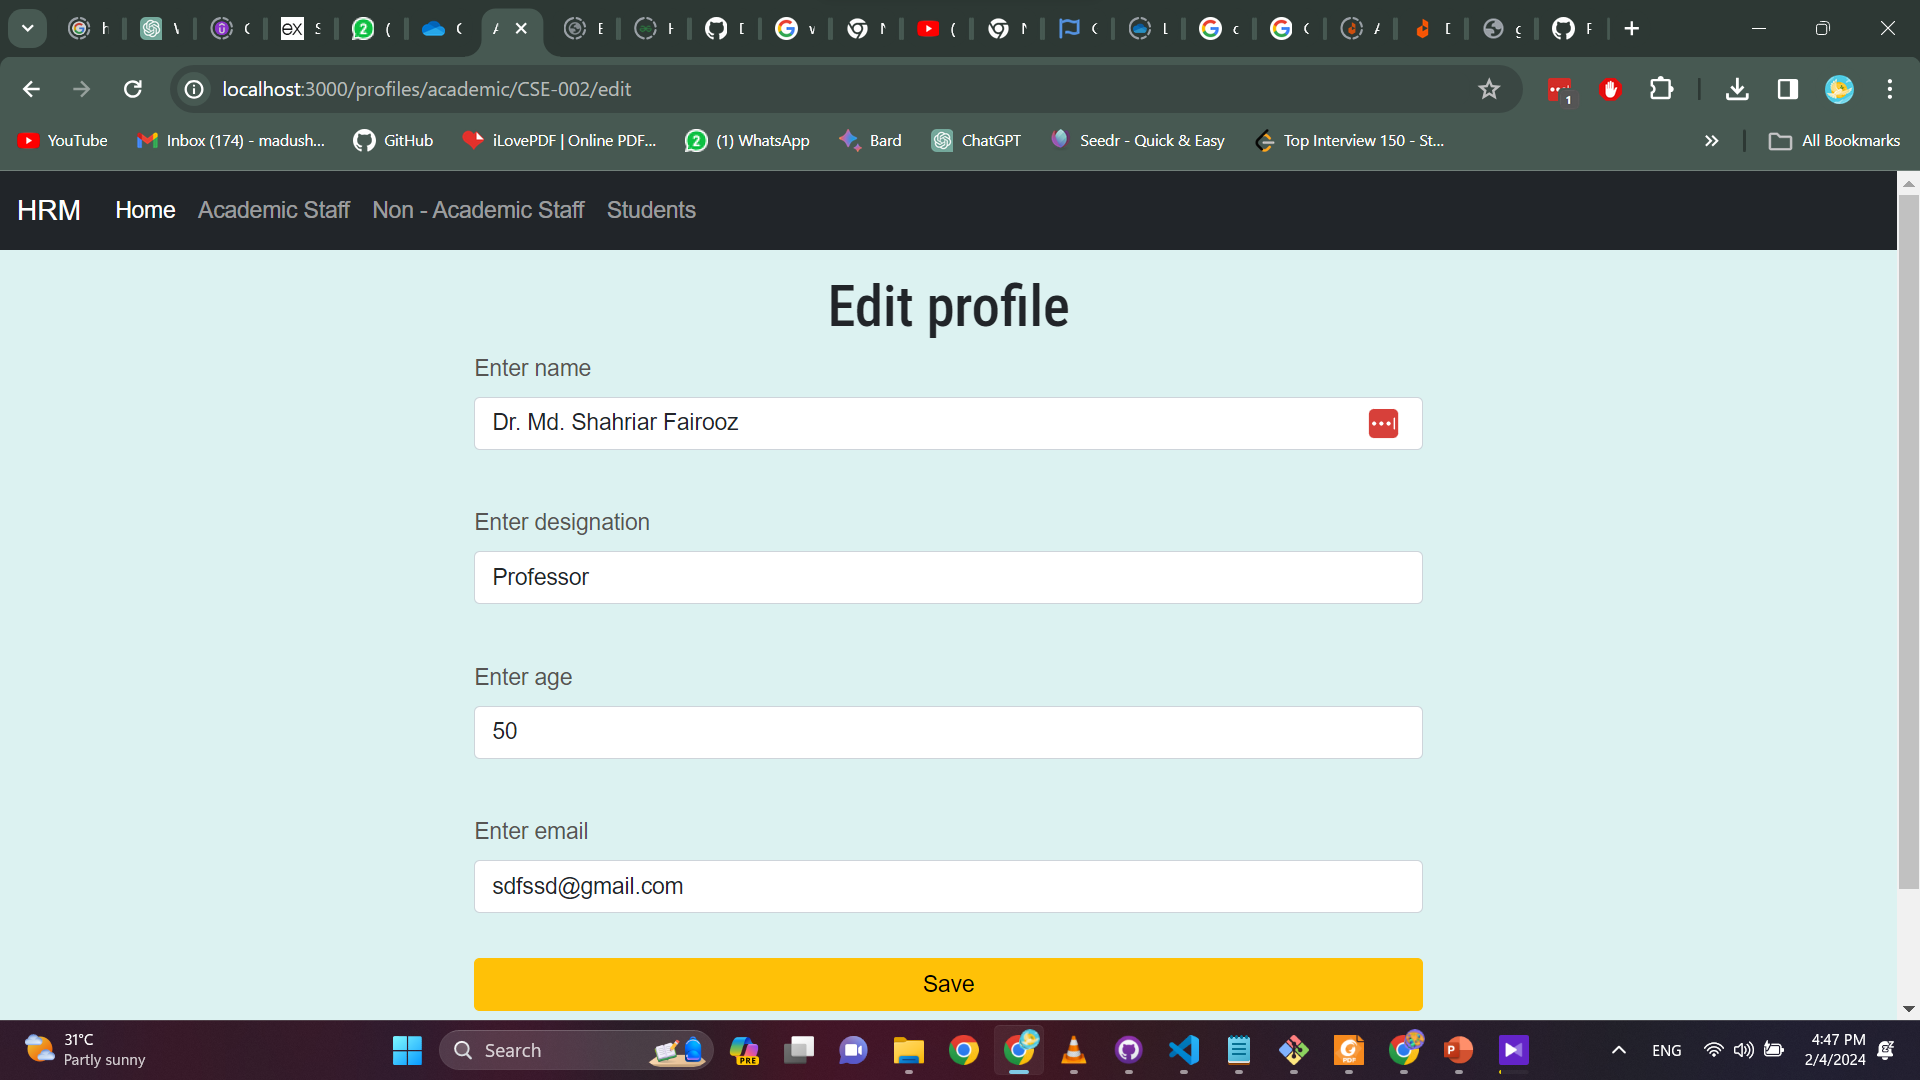 localhost:3000/profiles/academic/CSE-002/edit
1
YouTube
Inbox (174) - madush...
GitHub
iLovePDF | Online PDF...
(1) WhatsApp
Bard
ChatGPT
Seedr - Quick & Easy
Top Interview 150 - St...
All Bookmarks
HRM Home Academic Staff Non - Academic Staff Students
Edit profile
Enter name
Dr. Md. Shahriar Fairooz
Enter designation
Professor
Enter age
50
Enter email
sdfssd@gmail.com
Save
31°C
Partly sunny
Search
PRE
ENG
4:47 PM
2/4/2024